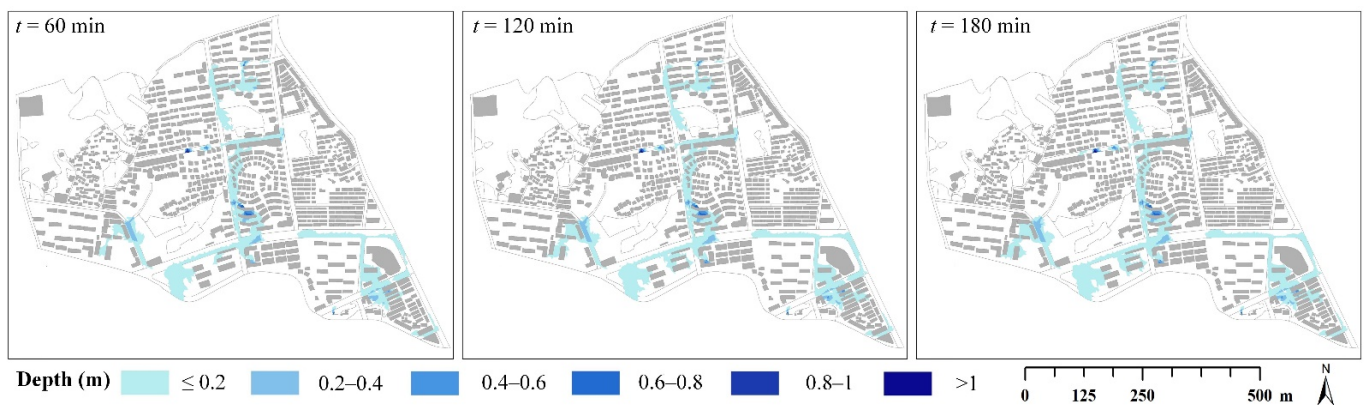 t = 60 min
t = 120 min
t = 180 min
Depth (m) ≤ 0.2 0.2–0.4 0.4–0.6 0.6–0.8 0.8–1 >1
0 125 250 500 m
N